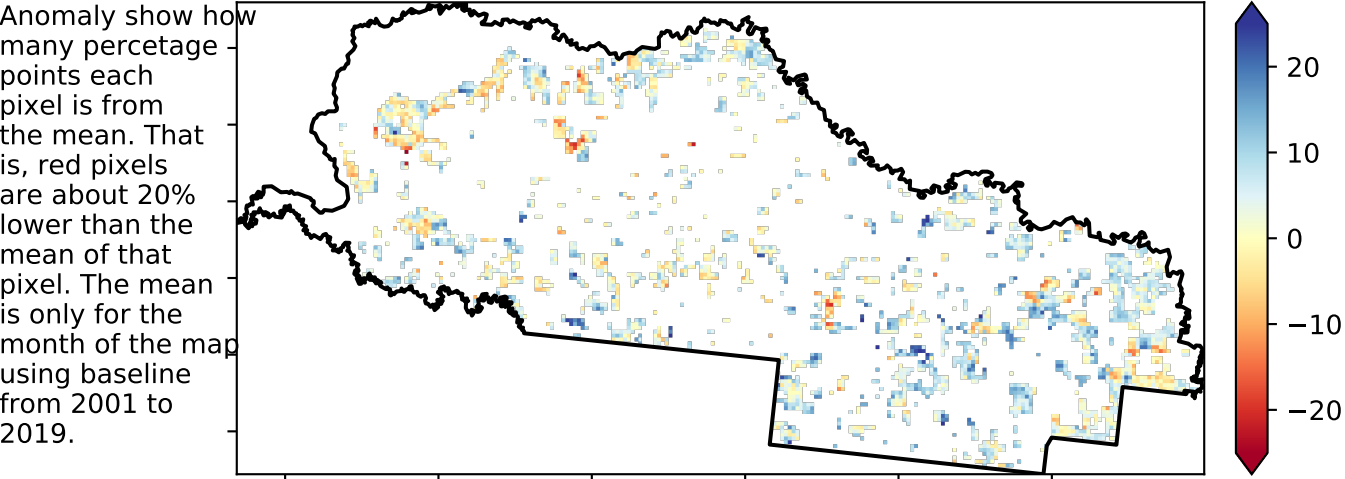 Anomaly show how
many percetage
points each
pixel is from
the mean. That
is, red pixels
are about 20%
lower than the
mean of that
pixel. The mean
is only for the
month of the map
using baseline
from 2001 to
2019.
20
10
0
−10
−20